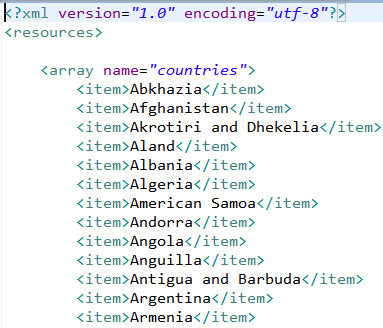 <?xml version="1.0" encoding="utf-8"?>
<resources>
<array name="countries">
<item>Abkhazia</item>
<item>Afghanistan</item>
<item>Akrotiri and Dhekelia</item>
<item>Aland</item>
<item>Albania</item>
<item>Algeria</item>
<item>American Samoa</item>
<item>Andorra</item>
<item>Angola</item>
<item>Anguilla</item>
<item>Antigua and Barbuda</item>
<item>Argentina</item>
<item>Armenia</item>